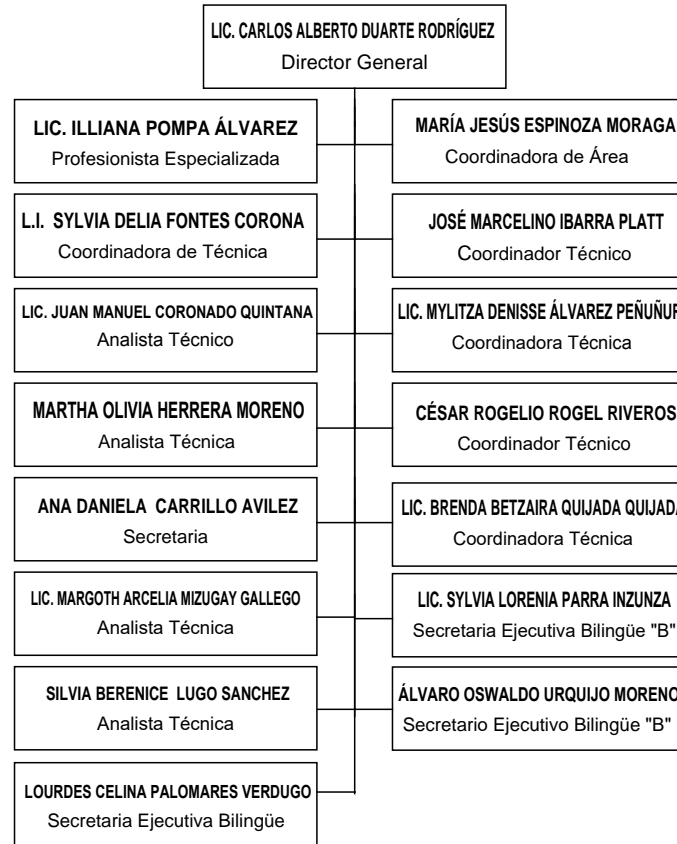 LIC. CARLOS ALBERTO DUARTE RODRÍGUEZ
Director General
LIC. ILLIANA POMPA ÁLVAREZ
Profesionista Especializada
MARÍA JESÚS ESPINOZA MORAGA
Coordinadora de Área
L.I. SYLVIA DELIA FONTES CORONA
Coordinadora de Técnica
JOSÉ MARCELINO IBARRA PLATT
Coordinador Técnico
LIC. JUAN MANUEL CORONADO QUINTANA
Analista Técnico
LIC. MYLITZA DENISSE ÁLVAREZ
Coordinadora Técnica
MARTHA OLIVIA HERRERA MORENO
Analista Técnica
CÉSAR ROGELIO ROGEL RIVEROS
Coordinador Técnico
ANA DANIELA CARRILLO AVILEZ
Secretaria
LIC. BRENDA BETZAIRA QUIJADA QUIJADA
Coordinadora Técnica
LIC. MARGOTH ARCELIA MIZUGAY GALLEGO
Analista Técnica
LIC. SYLVIA LORENIA PARRA INZUNZA
Secretaria Ejecutiva Bilingüe "B"
SILVIA BERENICE LUGO SANCHEZ
Analista Técnica
ÁLVARO OSWALDO URQUIJO MORENO
Secretario Ejecutivo Bilingüe "B"
LOURDES CELINA PALOMARES VERDUGO
Secretaria Ejecutiva Bilingüe